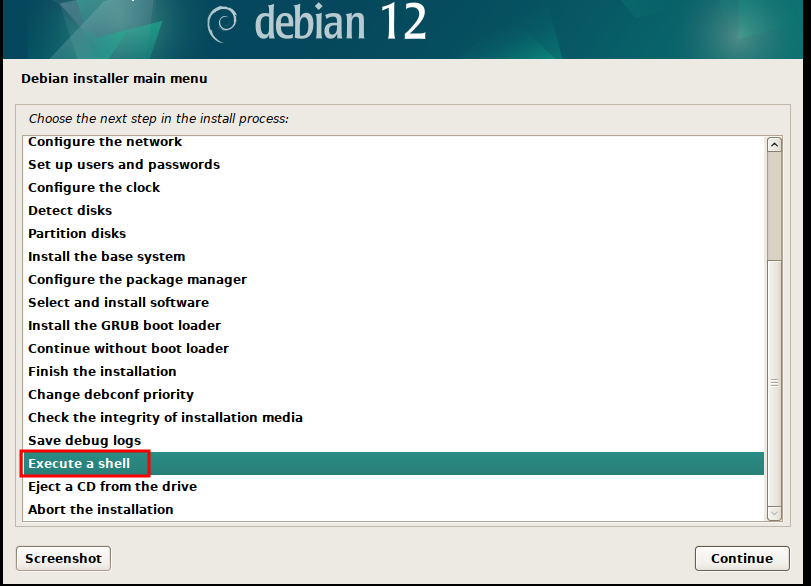 debian 12
Debian installer main menu
Choose the next step in the install process:
Configure the network
Set up users and passwords
Configure the clock
Detect disks
Partition disks
Install the base system
Configure the package manager
Select and install software
Install the GRUB boot loader
Continue without boot loader
Finish the installation
Change debconf priority
Check the integrity of installation media
Save debug logs
Execute a shell
Eject a CD from the drive
Abort the installation
Screenshot
Continue